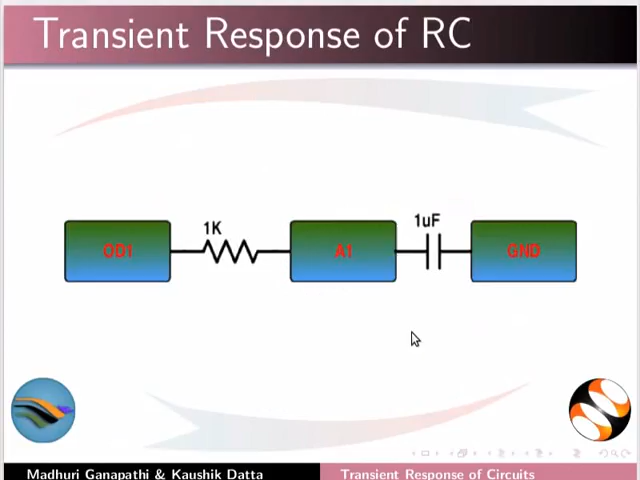 Transient Response of RC
1K
1uF
OD1
A1
GND
Madhuri Ganapathi & Kaushik Datta
Transient Response of Circuits